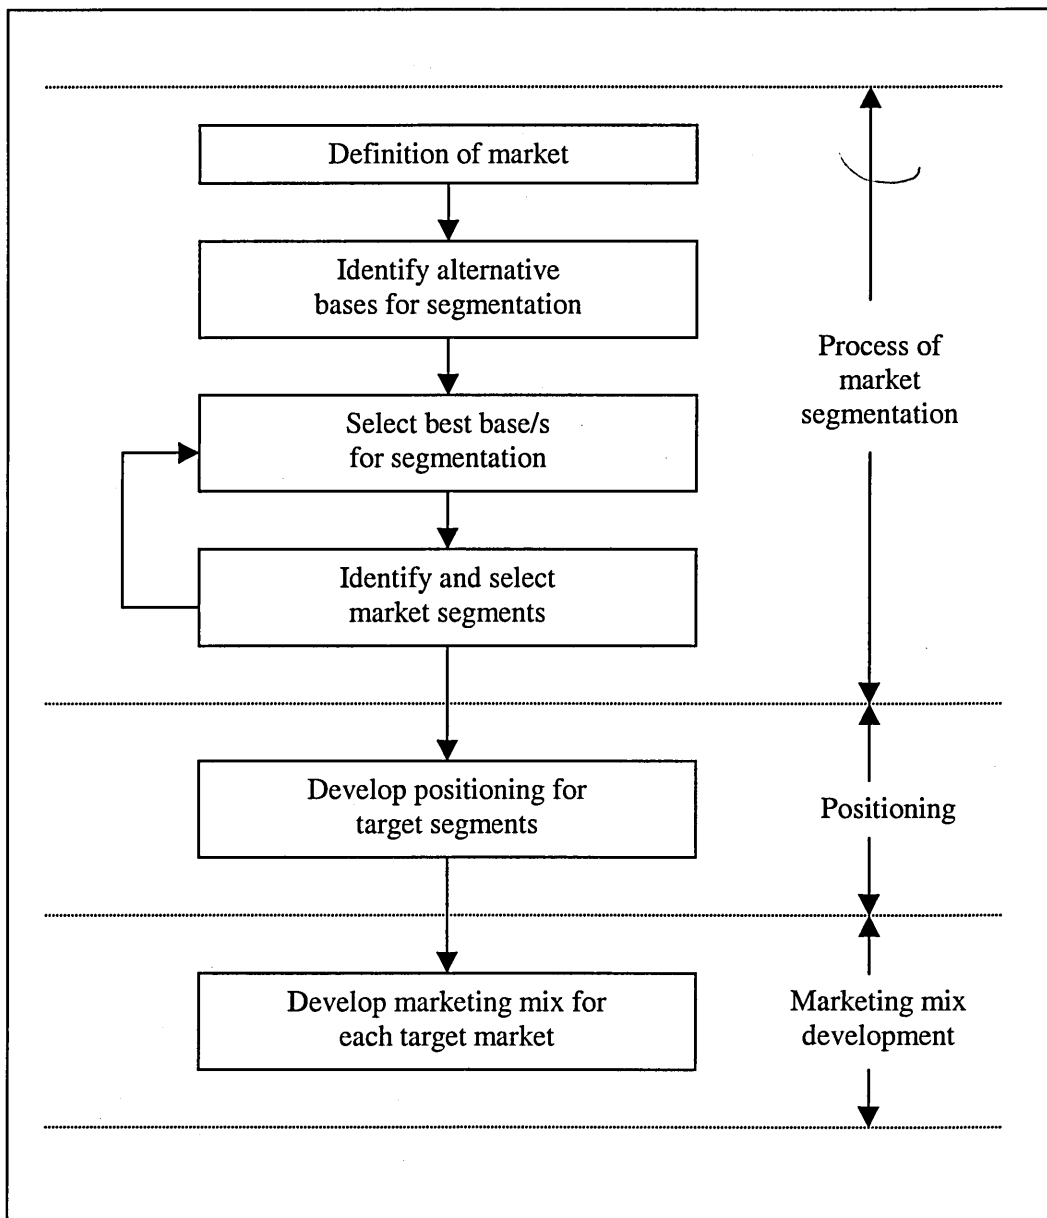 Definition of market
Identify alternative
bases for segmentation
Process of
market
segmentation
Select best base/s
for segmentation
Identify and select
market segments
Develop positioning for
target segments
Positioning
Develop marketing mix for
each target market
Marketing mix
development